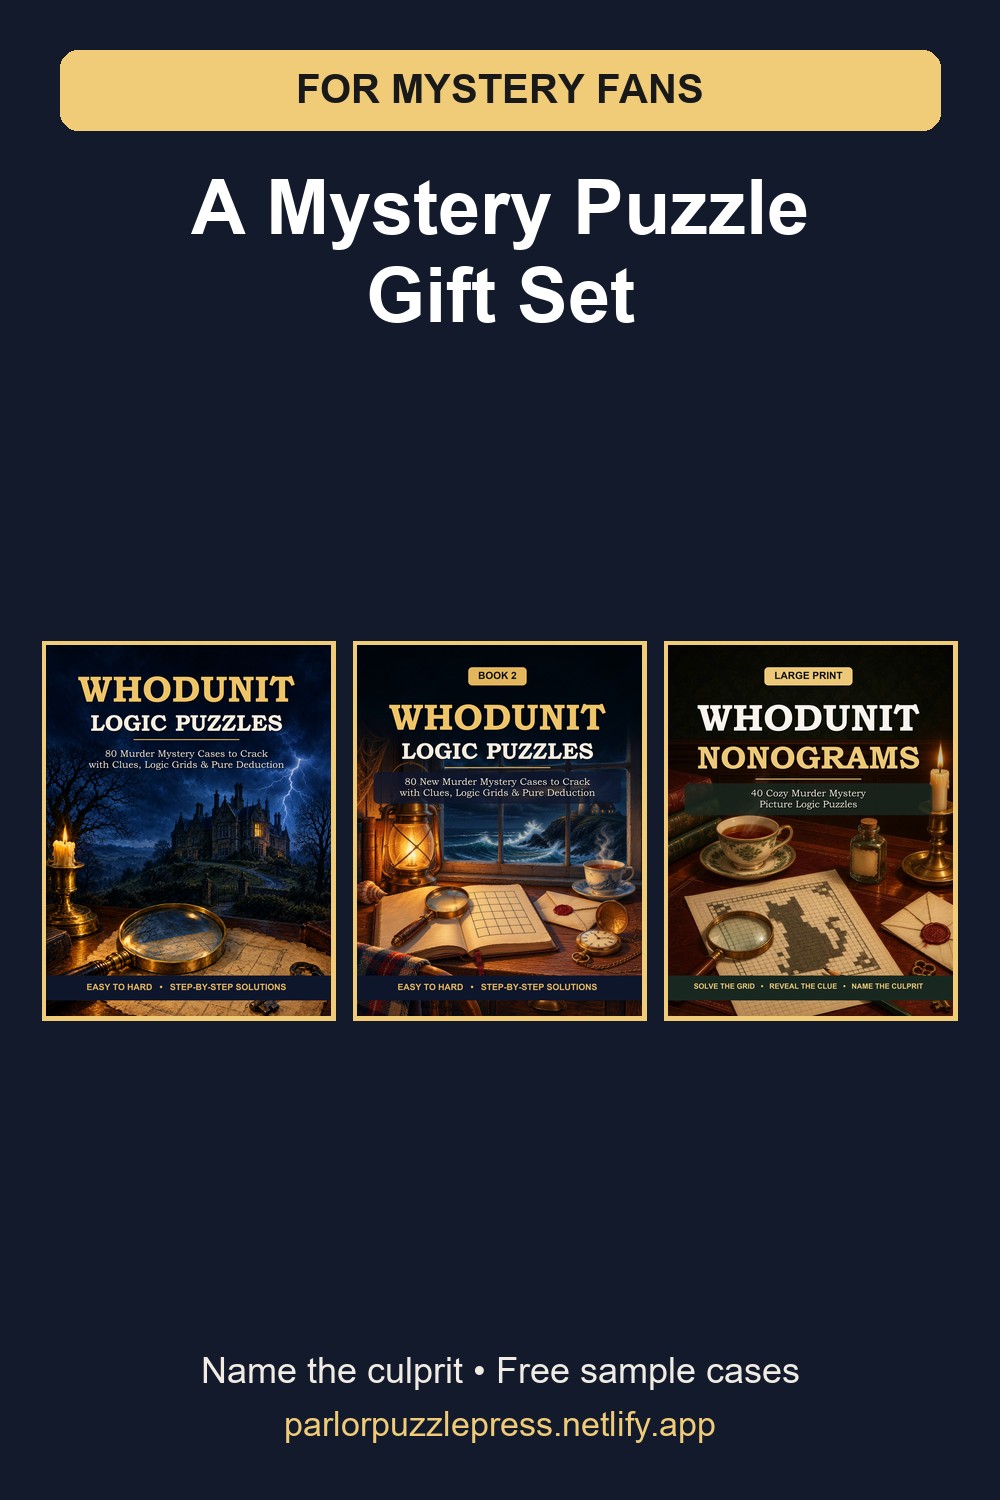 FOR MYSTERY FANS
A Mystery Puzzle
Gift Set
WHODUNIT
LOGIC PUZZLES
80 Murder Mystery Cases to Crack
with Clues, Logic Grids & Pure Deduction
EASY TO HARD • STEP-BY-STEP SOLUTIONS
BOOK 2
WHODUNIT
LOGIC PUZZLES
80 New Murder Mystery Cases to Crack
with Clues, Logic Grids & Pure Deduction
EASY TO HARD • STEP-BY-STEP SOLUTIONS
LARGE PRINT
WHODUNIT
NONOGRAMS
40 Cozy Murder Mystery
Picture Logic Puzzles
SOLVE THE GRID • REVEAL THE CLUE • NAME THE CULPRIT
Name the culprit • Free sample cases
parlorpuzzlepress.netlify.app